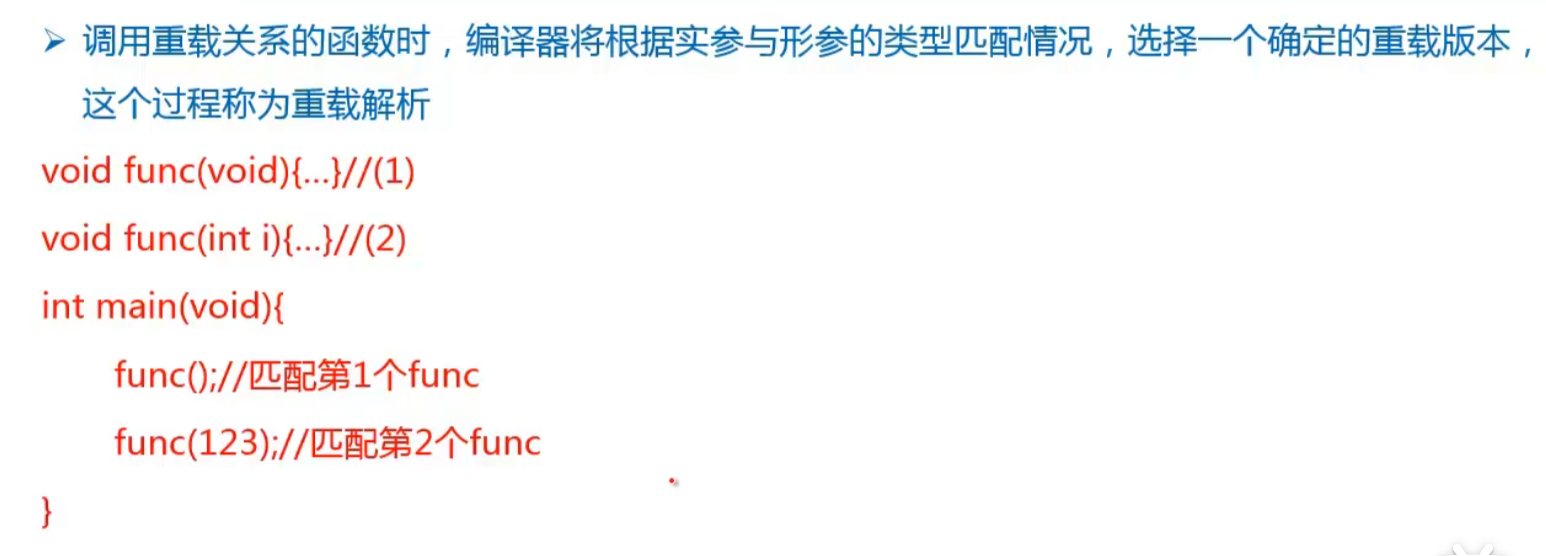 ➢ 调用重载关系的函数时，编译器将根据实参与形参的类型匹配情况，选择一个确定的重载版本，
这个过程称为重载解析
void func(void){...}//(1)
void func(int i){...}//(2)
int main(void){
func();//匹配第1个func
func(123);//匹配第2个func
}